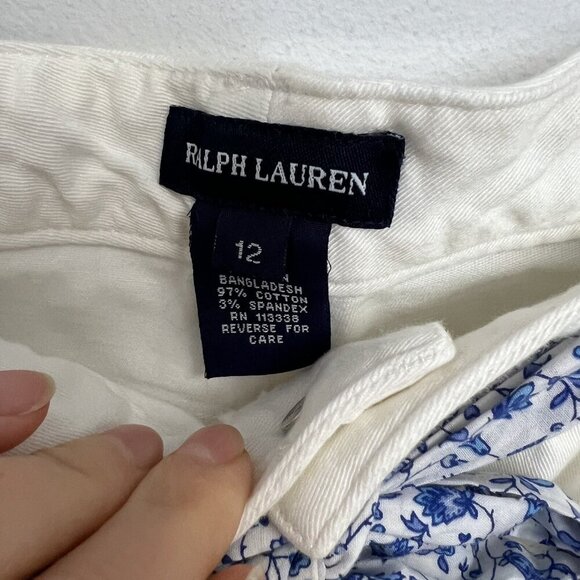 RALPH LAUREN
12
BANGLADESH
97% COTTON
3% SPANDEX
RN 113338
REVERSE FOR
CARE